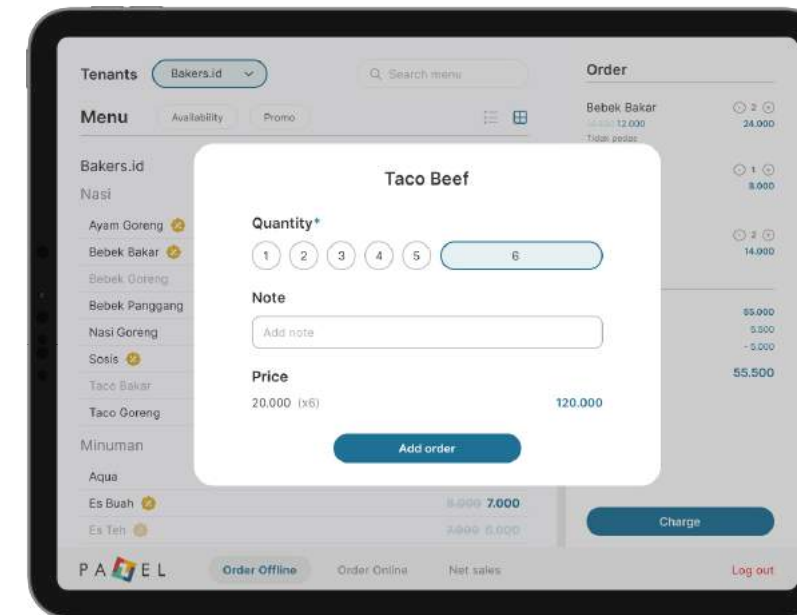 Tenants Bakers.id Search menu
Menu Availability Promo
Bakers.id
Nasi
Ayam Goreng
Bebek Bakar
Bebek Goreng
Bebek Panggang
Nasi Goreng
Sosis
Taco Bakar
Taco Goreng
Minuman
Aqua
Es Buah 8.000 7.000
Es Teh 7.000 6.000
Taco Beef
Quantity*
1 2 3 4 5 6
Note
Add note
Price
20.000 (x6) 120.000
Add order
Order
Bebek Bakar 2
12.000 24.000
Tidak pedas
1
8.000
2
14.000
55.000
5.500
- 5.000
55.500
Charge
PA EL Order Offline Order Online Net sales Log out